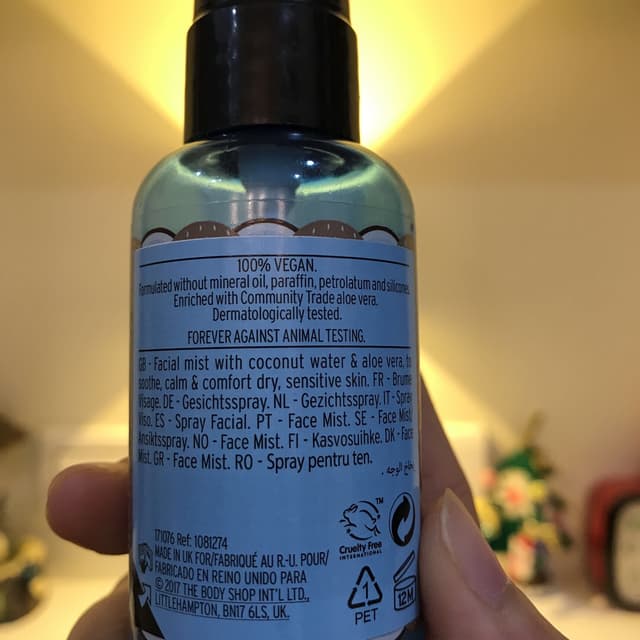 100% VEGAN.
Formulated without mineral oil, paraffin, petrolatum and silicones.
Enriched with Community Trade aloe vera.
Dermatologically tested.
FOREVER AGAINST ANIMAL TESTING.
GB - Facial mist with coconut water & aloe vera, to
soothe, calm & comfort dry, sensitive skin. FR - Brume
Visage. DE - Gesichtsspray. NL - Gezichtsspray. IT - Spray
Viso. ES - Spray Facial. PT - Face Mist. SE - Face Mist/
Ansiktsspray. NO - Face Mist. FI - Kasvosuihke. DK - Face
Mist. GR - Face Mist. RO - Spray pentru ten.
الوجه.
171076 Ref: 1081274
MADE IN UK FOR/FABRIQUÉ AU R.-U. POUR/
FABRICADO EN REINO UNIDO PARA
© 2017 THE BODY SHOP INT'L LTD.,
LITTLEHAMPTON, BN17 6LS, UK.
TM
Cruelty Free
INTERNATIONAL
1
PET
12M